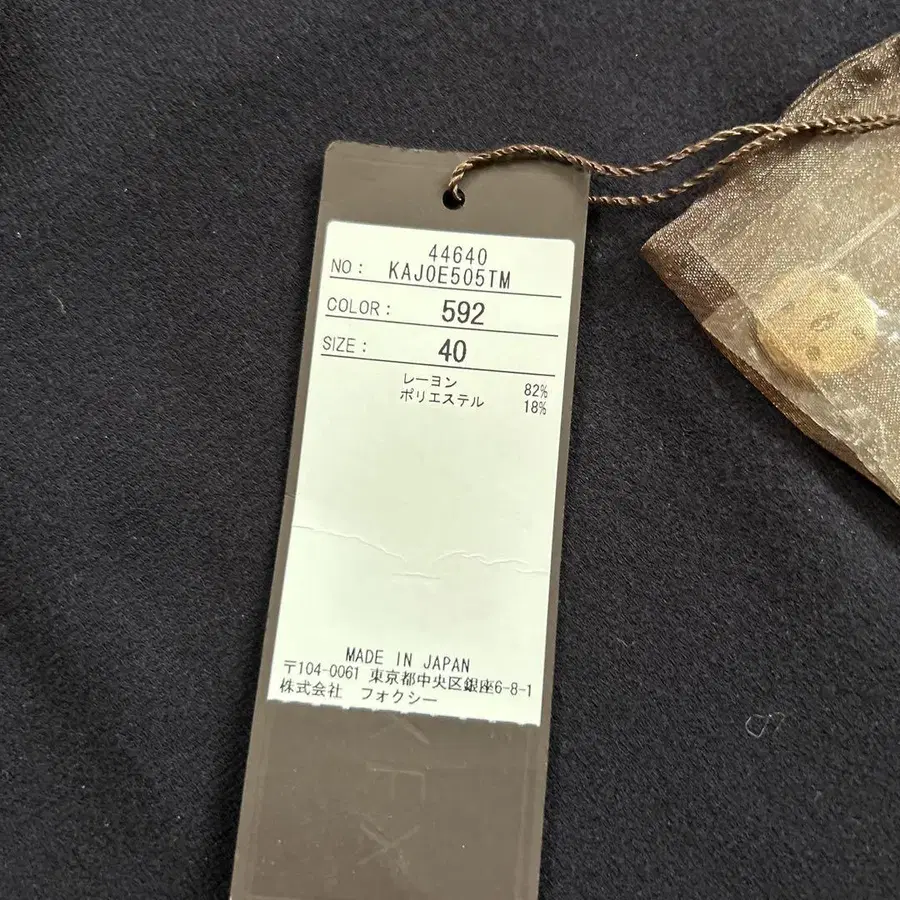 44640
NO： KAJ0E505TM
COLOR： 592
SIZE： 40
レーヨン 82%
ポリエステル 18%
MADE IN JAPAN
〒104-0061 東京都中央区銀座6-8-1
株式会社 フォクシー